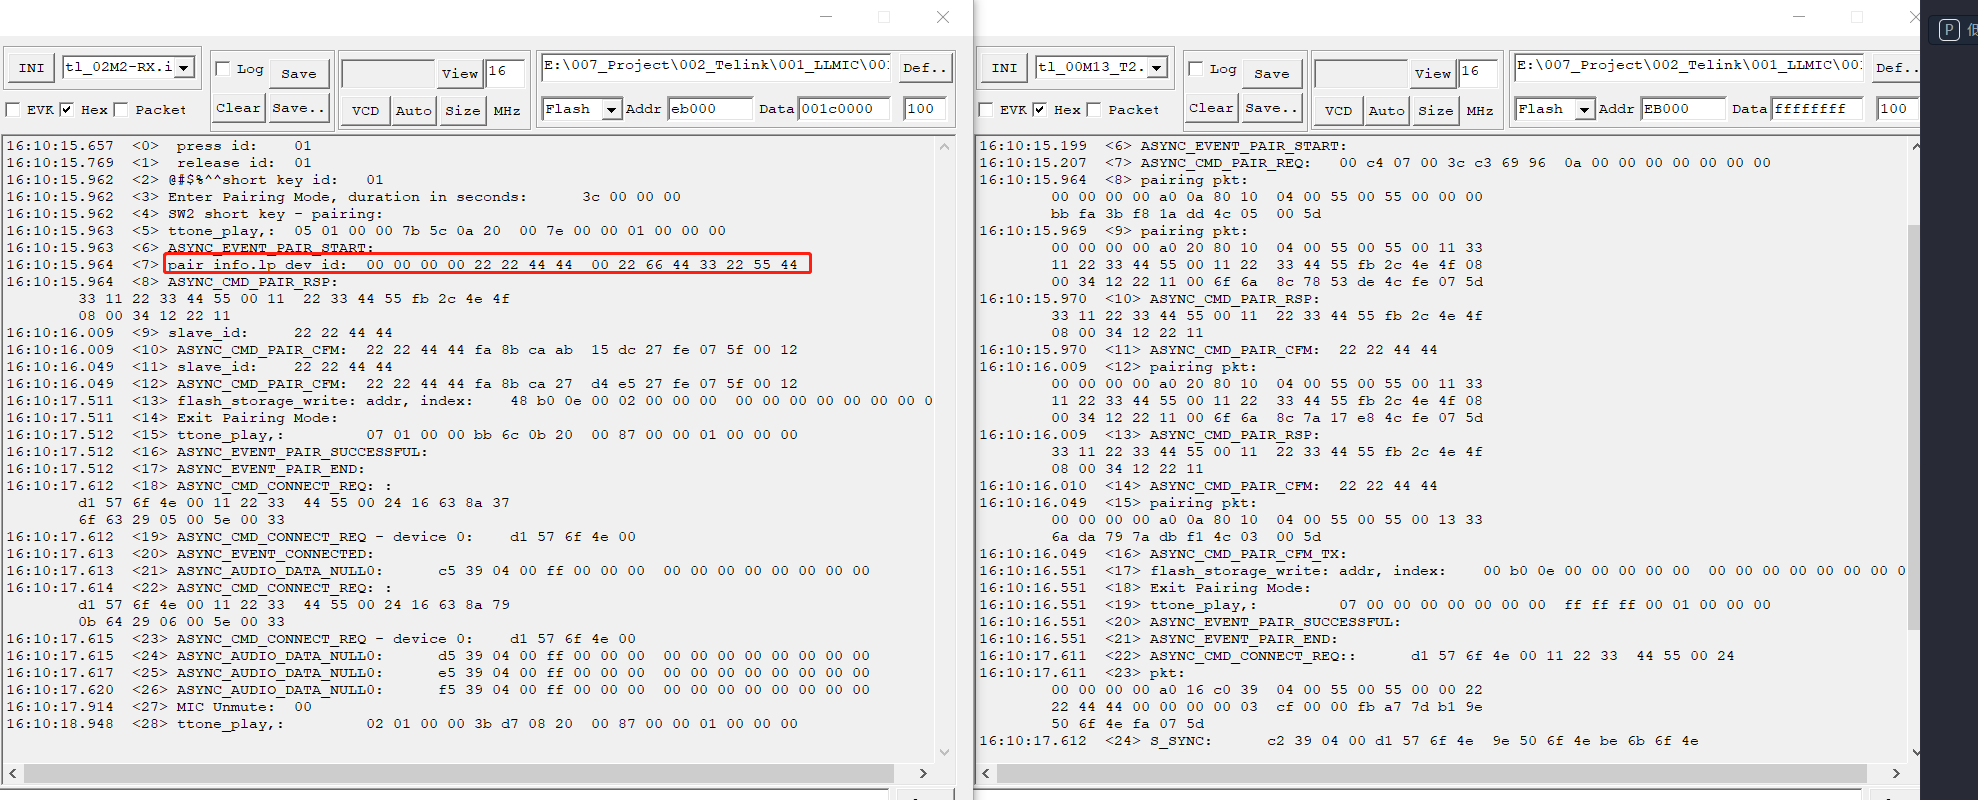 INI
tl_02M2-RX.i
Log
Save
View
16
E:\007_Project\002_Telink\001_LLMIC\00
Def..
EVK
Hex
Packet
Clear
Save..
VCD
Auto
Size
MHz
Flash
Addr
eb000
Data
001c0000
100
16:10:15.657 <0> press id: 01
16:10:15.769 <1> release id: 01
16:10:15.962 <2> @#$%^^short key id: 01
16:10:15.962 <3> Enter Pairing Mode, duration in seconds: 3c 00 00 00
16:10:15.962 <4> SW2 short key - pairing:
16:10:15.963 <5> ttone_play,: 05 01 00 00 7b 5c 0a 20 00 7e 00 00 01 00 00 00
16:10:15.963 <6> ASYNC_EVENT_PAIR_START:
16:10:15.964 <7> pair info.lp dev id: 00 00 00 00 22 22 44 44 00 22 66 44 33 22 55 44
16:10:15.964 <8> ASYNC_CMD_PAIR_RSP:
33 11 22 33 44 55 00 11 22 33 44 55 fb 2c 4e 4f
08 00 34 12 22 11
16:10:16.009 <9> slave_id: 22 22 44 44
16:10:16.009 <10> ASYNC_CMD_PAIR_CFM: 22 22 44 44 fa 8b ca ab 15 dc 27 fe 07 5f 00 12
16:10:16.049 <11> slave_id: 22 22 44 44
16:10:16.049 <12> ASYNC_CMD_PAIR_CFM: 22 22 44 44 fa 8b ca 27 d4 e5 27 fe 07 5f 00 12
16:10:17.511 <13> flash_storage_write: addr, index: 48 b0 0e 00 02 00 00 00 00 00 00 00 00 00 00 0
16:10:17.511 <14> Exit Pairing Mode:
16:10:17.512 <15> ttone_play,: 07 01 00 00 bb 6c 0b 20 00 87 00 00 01 00 00 00
16:10:17.512 <16> ASYNC_EVENT_PAIR_SUCCESSFUL:
16:10:17.512 <17> ASYNC_EVENT_PAIR_END:
16:10:17.612 <18> ASYNC_CMD_CONNECT_REQ: :
d1 57 6f 4e 00 11 22 33 44 55 00 24 16 63 8a 37
6f 63 29 05 00 5e 00 33
16:10:17.612 <19> ASYNC_CMD_CONNECT_REQ - device 0: d1 57 6f 4e 00
16:10:17.613 <20> ASYNC_EVENT_CONNECTED:
16:10:17.613 <21> ASYNC_AUDIO_DATA_NULL0: c5 39 04 00 ff 00 00 00 00 00 00 00 00 00 00 00
16:10:17.614 <22> ASYNC_CMD_CONNECT_REQ: :
d1 57 6f 4e 00 11 22 33 44 55 00 24 16 63 8a 79
0b 64 29 06 00 5e 00 33
16:10:17.615 <23> ASYNC_CMD_CONNECT_REQ - device 0: d1 57 6f 4e 00
16:10:17.615 <24> ASYNC_AUDIO_DATA_NULL0: d5 39 04 00 ff 00 00 00 00 00 00 00 00 00 00 00
16:10:17.617 <25> ASYNC_AUDIO_DATA_NULL0: e5 39 04 00 ff 00 00 00 00 00 00 00 00 00 00 00
16:10:17.620 <26> ASYNC_AUDIO_DATA_NULL0: f5 39 04 00 ff 00 00 00 00 00 00 00 00 00 00 00
16:10:17.914 <27> MIC Unmute: 00
16:10:18.948 <28> ttone_play,: 02 01 00 00 3b d7 08 20 00 87 00 00 01 00 00 00
INI
tl_00M13_T2.
Log
Save
View
16
E:\007_Project\002_Telink\001_LLMIC\00
Def..
EVK
Hex
Packet
Clear
Save..
VCD
Auto
Size
MHz
Flash
Addr
EB000
Data
ffffffff
100
16:10:15.199 <6> ASYNC_EVENT_PAIR_START:
16:10:15.207 <7> ASYNC_CMD_PAIR_REQ: 00 c4 07 00 3c c3 69 96 0a 00 00 00 00 00 00 00
16:10:15.964 <8> pairing pkt:
00 00 00 00 a0 0a 80 10 04 00 55 00 55 00 00 00
bb fa 3b f8 1a dd 4c 05 00 5d
16:10:15.969 <9> pairing pkt:
00 00 00 00 a0 20 80 10 04 00 55 00 55 00 11 33
11 22 33 44 55 00 11 22 33 44 55 fb 2c 4e 4f 08
00 34 12 22 11 00 6f 6a 8c 78 53 de 4c fe 07 5d
16:10:15.970 <10> ASYNC_CMD_PAIR_RSP:
33 11 22 33 44 55 00 11 22 33 44 55 fb 2c 4e 4f
08 00 34 12 22 11
16:10:15.970 <11> ASYNC_CMD_PAIR_CFM: 22 22 44 44
16:10:16.009 <12> pairing pkt:
00 00 00 00 a0 20 80 10 04 00 55 00 55 00 11 33
11 22 33 44 55 00 11 22 33 44 55 fb 2c 4e 4f 08
00 34 12 22 11 00 6f 6a 8c 7a 17 e8 4c fe 07 5d
16:10:16.009 <13> ASYNC_CMD_PAIR_RSP:
33 11 22 33 44 55 00 11 22 33 44 55 fb 2c 4e 4f
08 00 34 12 22 11
16:10:16.010 <14> ASYNC_CMD_PAIR_CFM: 22 22 44 44
16:10:16.049 <15> pairing pkt:
00 00 00 00 a0 0a 80 10 04 00 55 00 55 00 13 33
6a da 79 7a db f1 4c 03 00 5d
16:10:16.049 <16> ASYNC_CMD_PAIR_CFM_TX:
16:10:16.551 <17> flash_storage_write: addr, index: 00 b0 0e 00 00 00 00 00 00 00 00 00 00 00 00 0
16:10:16.551 <18> Exit Pairing Mode:
16:10:16.551 <19> ttone_play,: 07 00 00 00 00 00 00 00 ff ff ff 00 01 00 00 00
16:10:16.551 <20> ASYNC_EVENT_PAIR_SUCCESSFUL:
16:10:16.551 <21> ASYNC_EVENT_PAIR_END:
16:10:17.611 <22> ASYNC_CMD_CONNECT_REQ:: d1 57 6f 4e 00 11 22 33 44 55 00 24
16:10:17.611 <23> pkt:
00 00 00 00 a0 16 c0 39 04 00 55 00 55 00 00 22
22 44 44 00 00 00 00 03 cf 00 00 fb a7 7d b1 9e
50 6f 4e fa 07 5d
16:10:17.612 <24> S_SYNC: c2 39 04 00 d1 57 6f 4e 9e 50 6f 4e be 6b 6f 4e
P